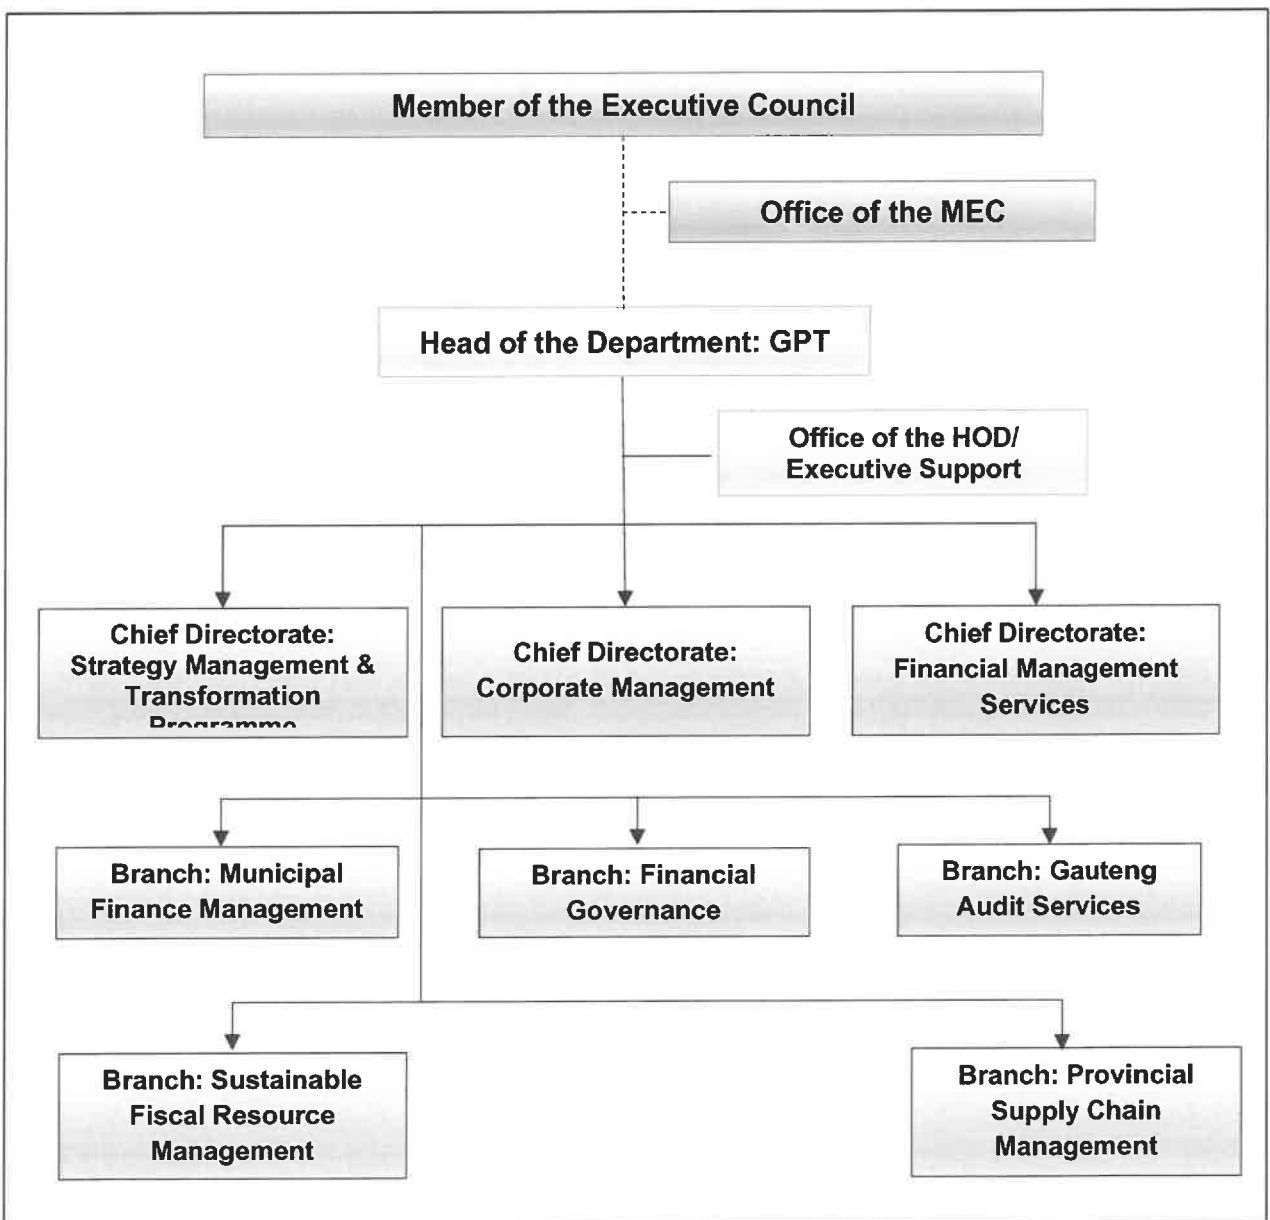 Member of the Executive Council
Office of the MEC
Head of the Department: GPT
Office of the HOD/
Executive Support
Chief Directorate:
Strategy Management &
Transformation
Programme
Chief Directorate:
Corporate Management
Chief Directorate:
Financial Management
Services
Branch: Municipal
Finance Management
Branch: Financial
Governance
Branch: Gauteng
Audit Services
Branch: Sustainable
Fiscal Resource
Management
Branch: Provincial
Supply Chain
Management